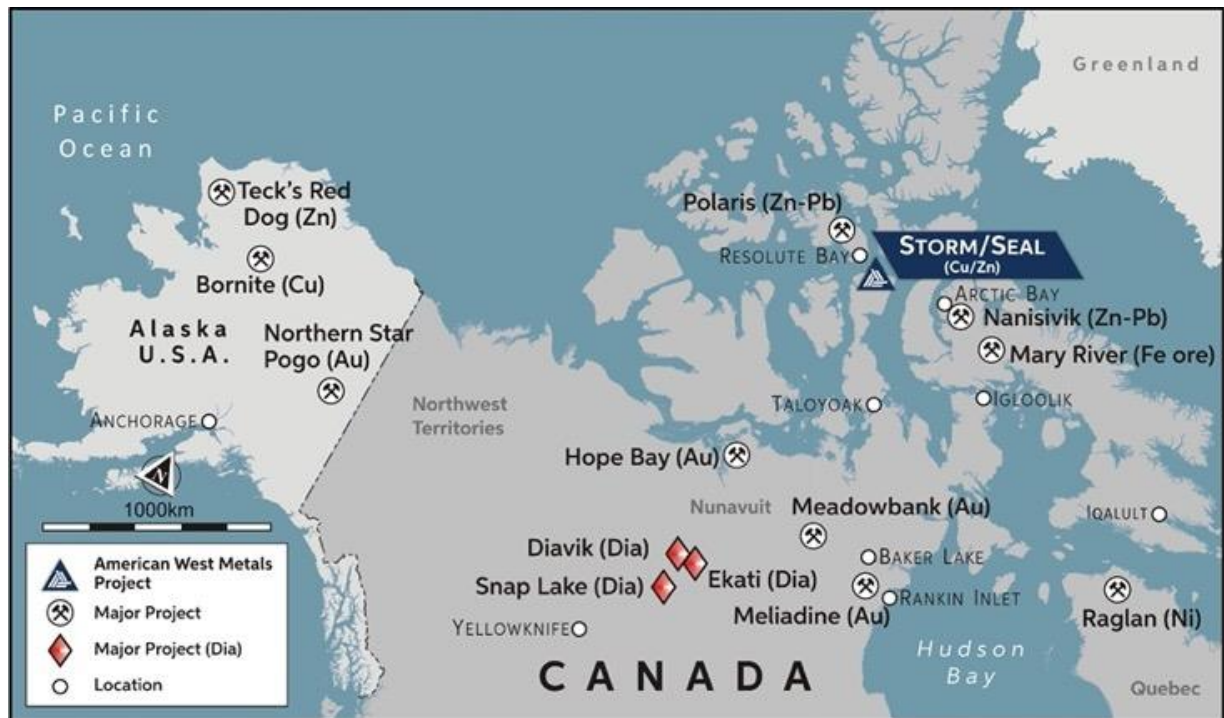 Pacific
Ocean
Greenland
Teck's Red
Dog (Zn)
Polaris (Zn-Pb)
STORM/SEAL
(Cu/Zn)
RESOLUTE BAY
Bornite (Cu)
ARCTIC BAY
Nanisivik (Zn-Pb)
Alaska
U.S.A.
Northern Star
Pogo (Au)
Mary River (Fe ore)
Northwest
Territories
TALOYOAK
IGLOOLIK
ANCHORAGE
Hope Bay (Au)
N
1000km
Nunavuit
Meadowbank (Au)
IQALULT
Diavik (Dia)
BAKER LAKE
Ekati (Dia)
Snap Lake (Dia)
Meliadine (Au)
RANKIN INLET
Raglan (Ni)
YELLOWKNIFE
CANADA
Hudson
Bay
Quebec
American West Metals
Project
Major Project
Major Project (Dia)
Location